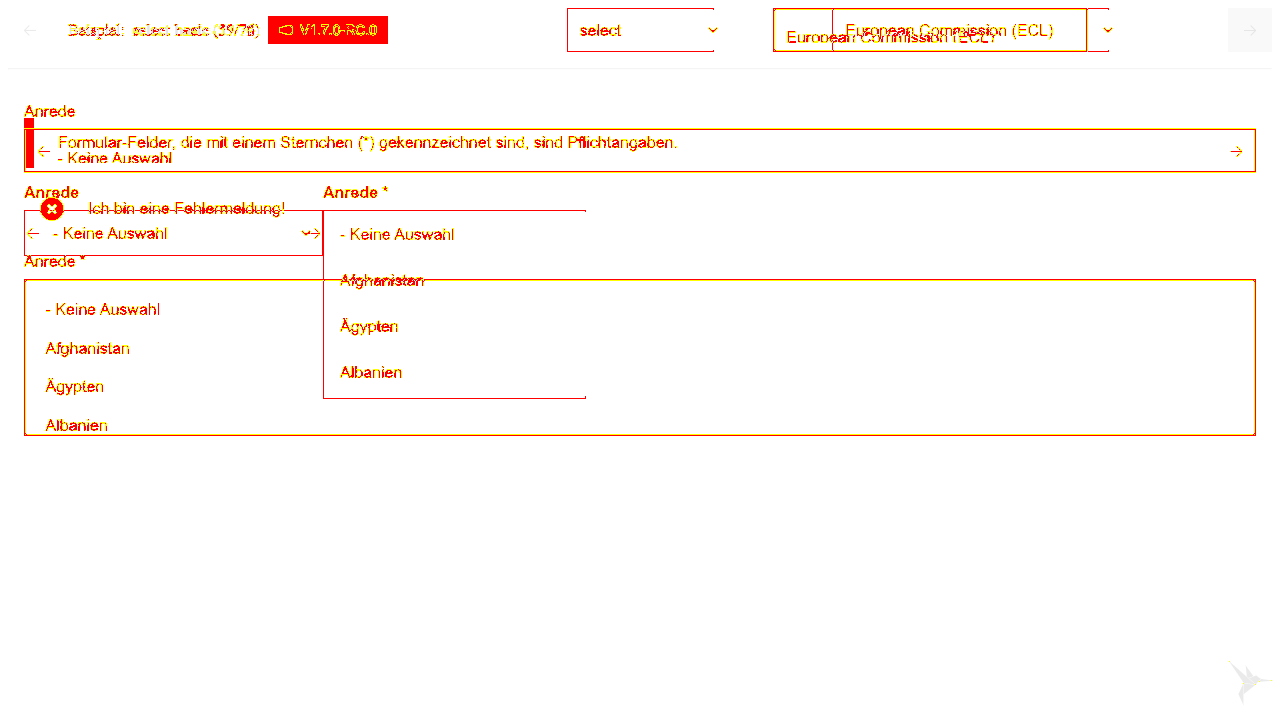 Beispiel: select basic (59/70) V1.7.0-RC.0 select European Commission (ECL)
European Commission (ECL)
Anrede
Formular-Felder, die mit einem Sternchen (*) gekennzeichnet sind, sind Pflichtangaben.
- Keine Auswahl
Anrede Anrede *
Ich bin eine Fehlermeldung!
- Keine Auswahl - Keine Auswahl
Anrede *
Afghanistan
- Keine Auswahl
Ägypten
Afghanistan
Albanien
Ägypten
Albanien